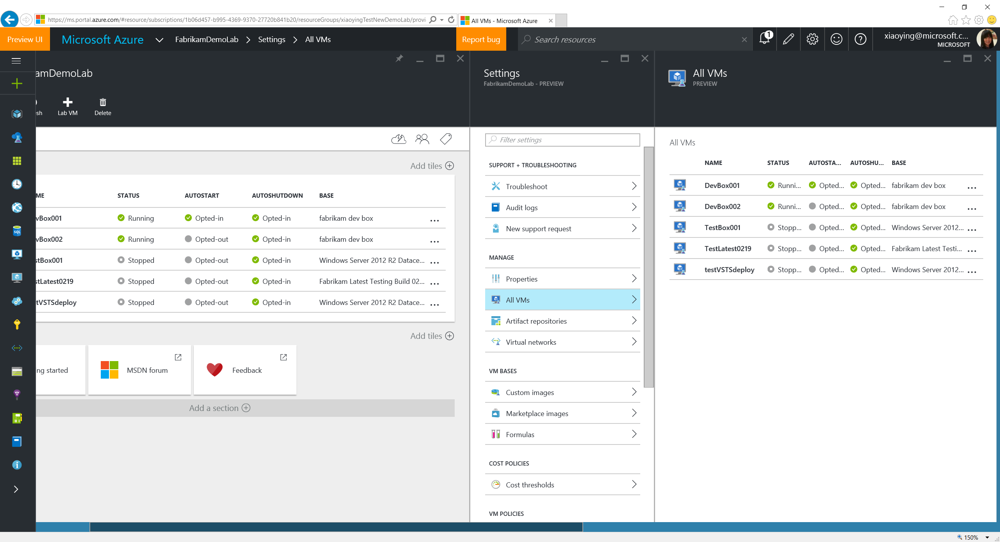 https://ms.portal.azure.com/#resource/subscriptions/1b06d457-b995-4369-9370-27720b841b20/resourceGroups/xiaoyingTestNewDemoLab/provi
All VMs - Microsoft Azure
Preview UI
Microsoft Azure
FabrikamDemoLab
Settings
All VMs
Report bug
Search resources
1
xiaoying@microsoft.c...
MICROSOFT
amDemoLab
sh
Lab VM
Delete
Add tiles
ME STATUS AUTOSTART AUTOSHUTDOWN BASE
vBox001 Running Opted-in Opted-in fabrikam dev box ...
vBox002 Running Opted-out Opted-in fabrikam dev box ...
stBox001 Stopped Opted-out Opted-in Windows Server 2012 R2 Datace... ...
stLatest0219 Stopped Opted-out Opted-in Fabrikam Latest Testing Build 02... ...
tVSTSdeploy Stopped Opted-out Opted-in Windows Server 2012 R2 Datace... ...
Add tiles
ng started
MSDN forum
Feedback
Add a section
SQL
Settings
FabrikamDemoLab - PREVIEW
Filter settings
SUPPORT + TROUBLESHOOTING
Troubleshoot
Audit logs
New support request
MANAGE
Properties
All VMs
Artifact repositories
Virtual networks
VM BASES
Custom images
Marketplace images
Formulas
COST POLICIES
Cost thresholds
VM POLICIES
All VMs
PREVIEW
All VMs
NAME STATUS AUTOSTA... AUTOSHU... BASE
DevBox001 Runni... Opted... Opted... fabrikam dev box ...
DevBox002 Runni... Opted... Opted... fabrikam dev box ...
TestBox001 Stopp... Opted... Opted... Windows Server 2012... ...
TestLatest0219 Stopp... Opted... Opted... Fabrikam Latest Testi... ...
testVSTSdeploy Stopp... Opted... Opted... Windows Server 2012... ...
150%